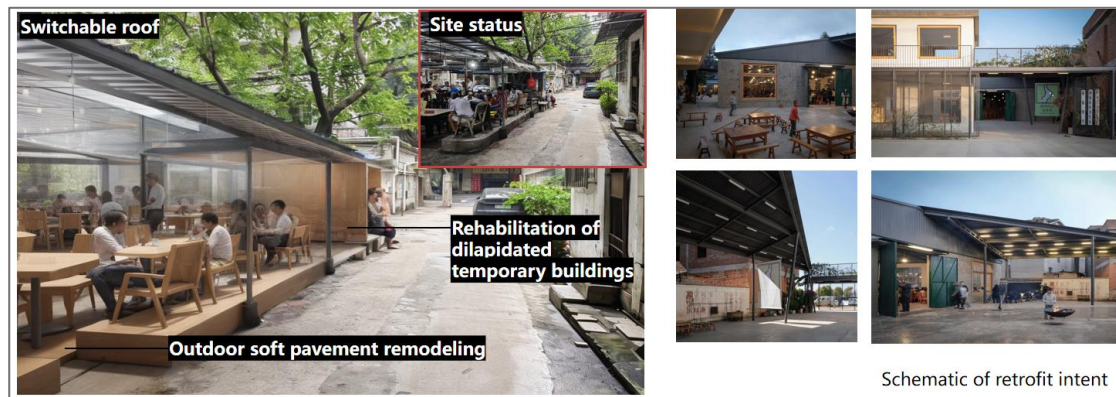 Switchable roof
Site status
Rehabilitation of
dilapidated
temporary buildings
Outdoor soft pavement remodeling
Schematic of retrofit intent